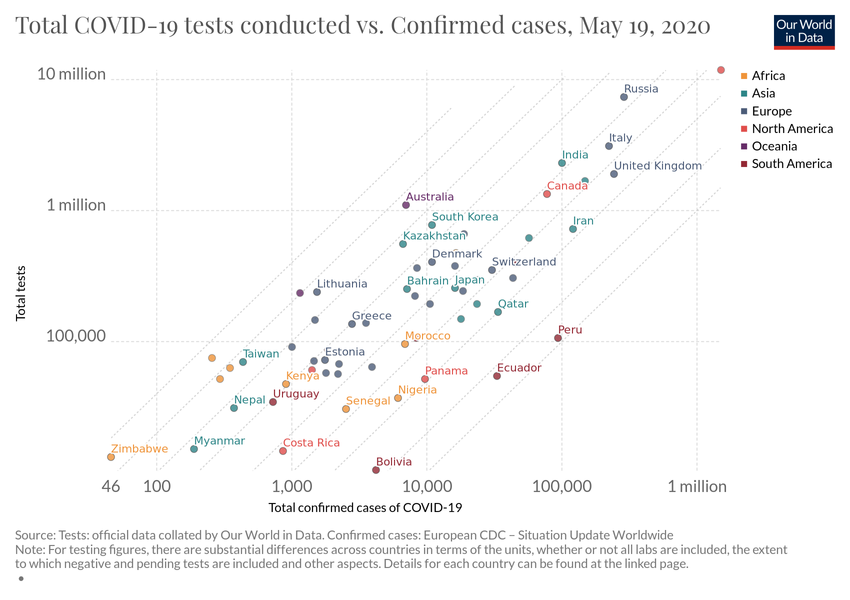 Total COVID-19 tests conducted vs. Confirmed cases, May 19, 2020
Our World
in Data
10 million
1 million
100,000
Total tests
46
100
1,000
10,000
100,000
1 million
Total confirmed cases of COVID-19
Africa
Asia
Europe
North America
Oceania
South America
Russia
Italy
India
United Kingdom
Canada
Australia
South Korea
Iran
Kazakhstan
Denmark
Switzerland
Lithuania
Bahrain
Japan
Qatar
Greece
Morocco
Peru
Taiwan
Estonia
Kenya
Panama
Ecuador
Uruguay
Nepal
Senegal
Nigeria
Zimbabwe
Myanmar
Costa Rica
Bolivia
Source: Tests: official data collated by Our World in Data. Confirmed cases: European CDC – Situation Update Worldwide
Note: For testing figures, there are substantial differences across countries in terms of the units, whether or not all labs are included, the extent
to which negative and pending tests are included and other aspects. Details for each country can be found at the linked page.
•